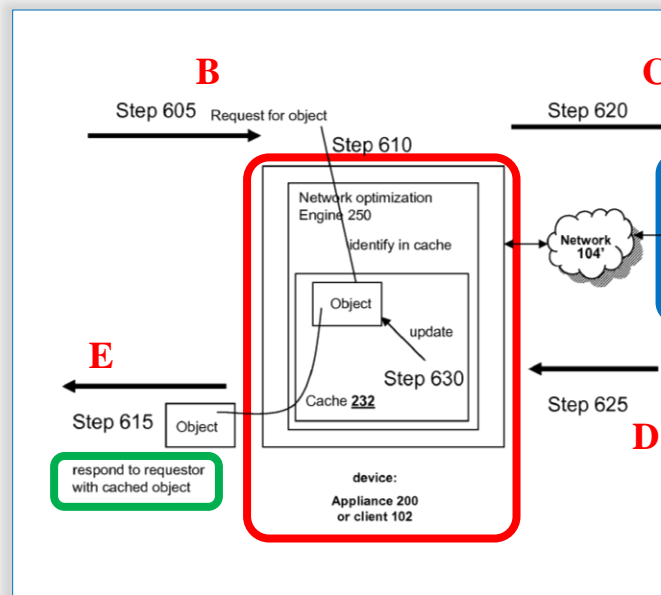 B
C
Step 605
Request for object
Step 620
Step 610
Network optimization
Engine 250
identify in cache
Network
104'
Object
update
E
Step 630
Cache 232
Step 615
Object
Step 625
D
respond to requestor
with cached object
device:
Appliance 200
or client 102